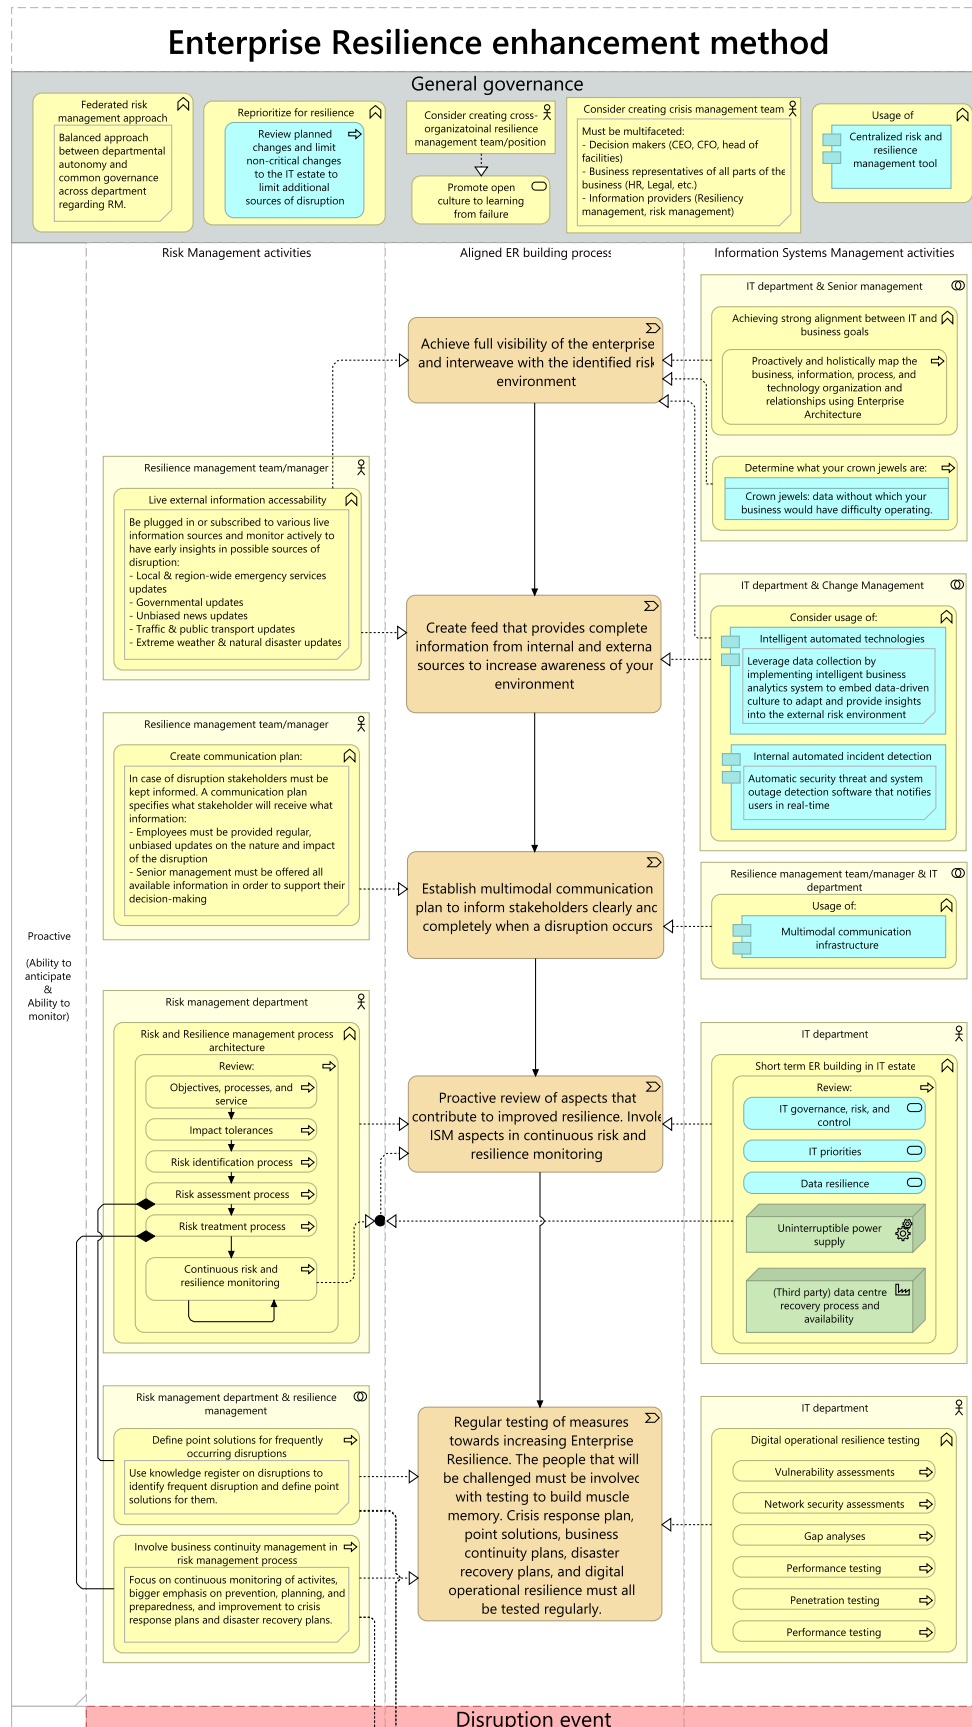 Enterprise Resilience enhancement method
General governance
Federated risk
management approach
Balanced approach
between departmental
autonomy and
common governance
across department
regarding RM.
Reprioritize for resilience
Review planned
changes and limit
non-critical changes
to the IT estate to
limit additional
sources of disruption
Consider creating cross-
organizatoinal resilience
management team/position
Promote open
culture to learning
from failure
Consider creating crisis management team
Must be multifaceted:
- Decision makers (CEO, CFO, head of
facilities)
- Business representatives of all parts of the
business (HR, Legal, etc.)
- Information providers (Resiliency
management, risk management)
Usage of
Centralized risk and
resilience
management tool
Risk Management activities
Aligned ER building process
Information Systems Management activities
Proactive
(Ability to
anticipate
&
Ability to
monitor)
Resilience management team/manager
Live external information accessability
Be plugged in or subscribed to various live
information sources and monitor actively to
have early insights in possible sources of
disruption:
- Local & region-wide emergency services
updates
- Governmental updates
- Unbiased news updates
- Traffic & public transport updates
- Extreme weather & natural disaster updates
Resilience management team/manager
Create communication plan:
In case of disruption stakeholders must be
kept informed. A communication plan
specifies what stakeholder will receive what
information:
- Employees must be provided regular,
unbiased updates on the nature and impact
of the disruption
- Senior management must be offered all
available information in order to support their
decision-making
Risk management department
Risk and Resilience management process
architecture
Review:
Objectives, processes, and
service
Impact tolerances
Risk identification process
Risk assessment process
Risk treatment process
Continuous risk and
resilience monitoring
Risk management department & resilience
management
Define point solutions for frequently
occurring disruptions
Use knowledge register on disruptions to
identify frequent disruption and define point
solutions for them.
Involve business continuity management in
risk management process
Focus on continuous monitoring of activites,
bigger emphasis on prevention, planning, and
preparedness, and improvement to crisis
response plans and disaster recovery plans.
Achieve full visibility of the enterprise
and interweave with the identified risk
environment
Create feed that provides complete
information from internal and externa
sources to increase awareness of your
environment
Establish multimodal communication
plan to inform stakeholders clearly and
completely when a disruption occurs
Proactive review of aspects that
contribute to improved resilience. Invole
ISM aspects in continuous risk and
resilience monitoring
Regular testing of measures
towards increasing Enterprise
Resilience. The people that will
be challenged must be involved
with testing to build muscle
memory. Crisis response plan,
point solutions, business
continuity plans, disaster
recovery plans, and digital
operational resilience must all
be tested regularly.
IT department & Senior management
Achieving strong alignment between IT and
business goals
Proactively and holistically map the
business, information, process, and
technology organization and
relationships using Enterprise
Architecture
Determine what your crown jewels are:
Crown jewels: data without which your
business would have difficulty operating.
IT department & Change Management
Consider usage of:
Intelligent automated technologies
Leverage data collection by
implementing intelligent business
analytics system to embed data-driven
culture to adapt and provide insights
into the external risk environment
Internal automated incident detection
Automatic security threat and system
outage detection software that notifies
users in real-time
Resilience management team/manager & IT
department
Usage of:
Multimodal communication
infrastructure
IT department
Short term ER building in IT estate
Review:
IT governance, risk, and
control
IT priorities
Data resilience
Uninterruptible power
supply
(Third party) data centre
recovery process and
availability
IT department
Digital operational resilience testing
Vulnerability assessments
Network security assessments
Gap analyses
Performance testing
Penetration testing
Performance testing
Disruption event